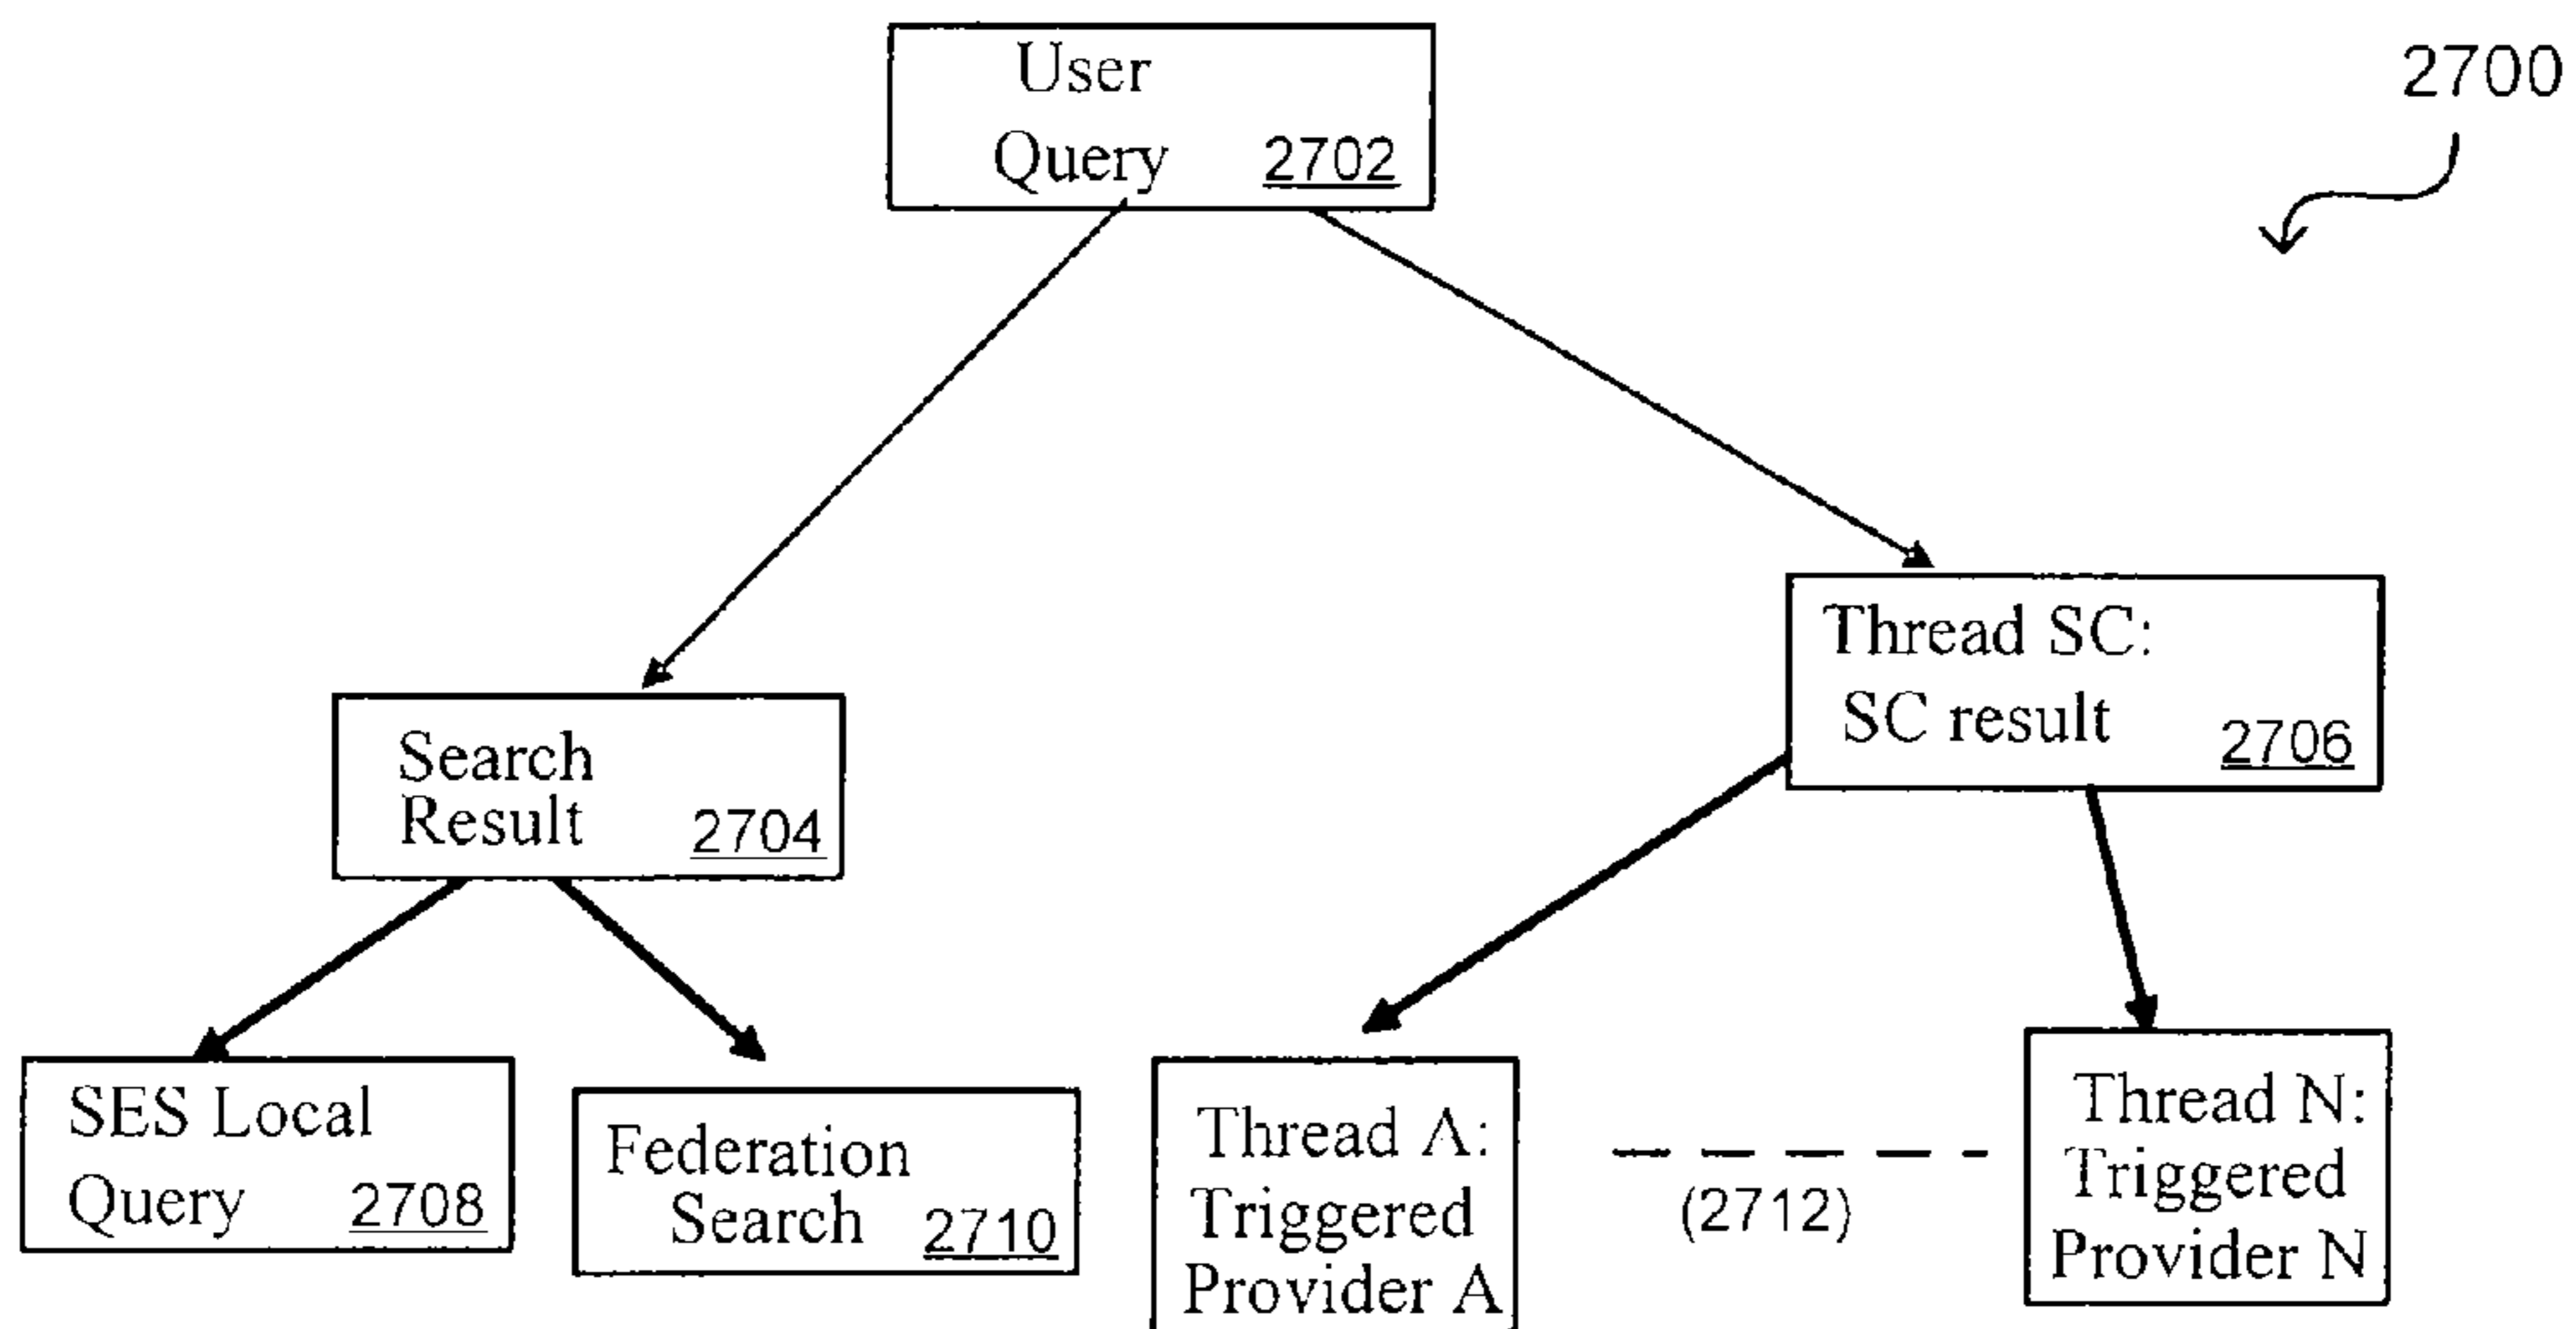 2700
User
Query 2702
Thread SC:
SC result 2706
Search
Result 2704
SES Local
Query 2708
Federation
Search 2710
Thread A:
Triggered
Provider A
(2712)
Thread N:
Triggered
Provider N